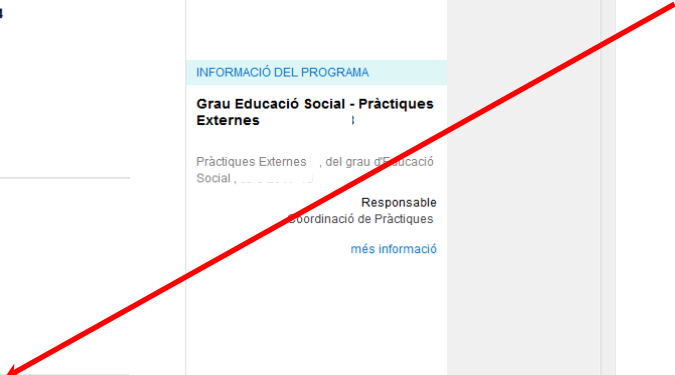 4
INFORMACIÓ DEL PROGRAMA
Grau Educació Social - Pràctiques
Externes
Pràctiques Externes , del grau d'Educació
Social ,
Responsable
Coordinació de Pràctiques
més informació